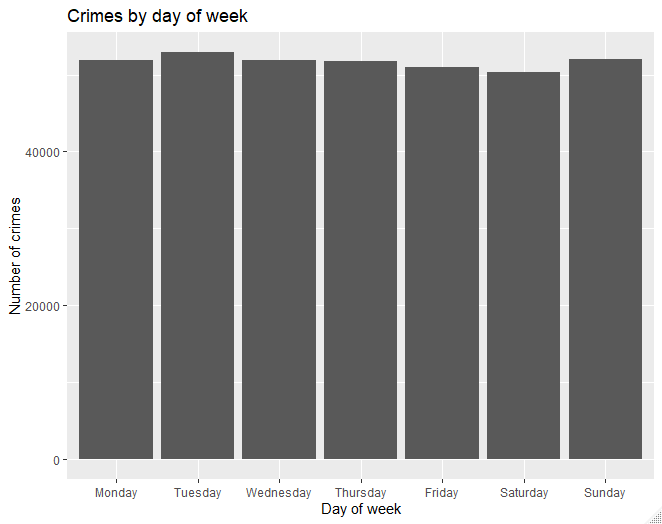 Crimes by day of week
Number of crimes
40000
20000
0
Monday Tuesday Wednesday Thursday Friday Saturday Sunday
Day of week